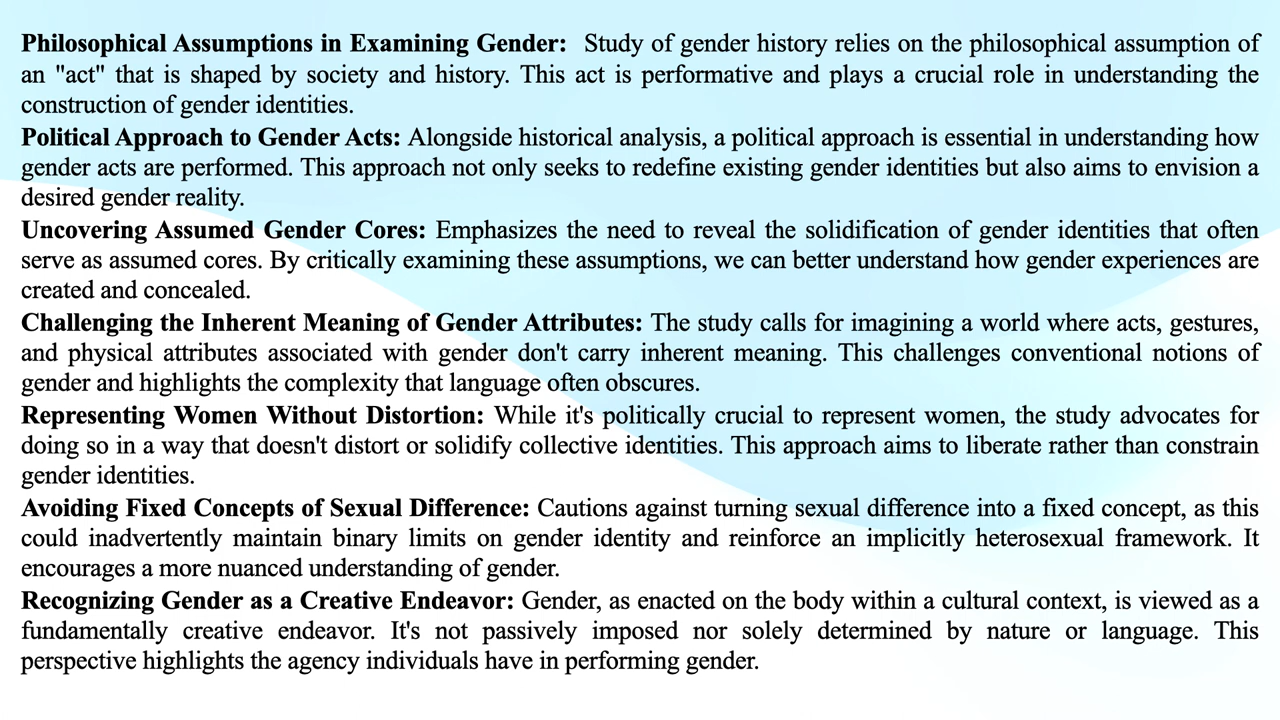 Philosophical Assumptions in Examining Gender: Study of gender history relies on the philosophical assumption of
an "act" that is shaped by society and history. This act is performative and plays a crucial role in understanding the
construction of gender identities.
Political Approach to Gender Acts: Alongside historical analysis, a political approach is essential in understanding how
gender acts are performed. This approach not only seeks to redefine existing gender identities but also aims to envision a
desired gender reality.
Uncovering Assumed Gender Cores: Emphasizes the need to reveal the solidification of gender identities that often
serve as assumed cores. By critically examining these assumptions, we can better understand how gender experiences are
created and concealed.
Challenging the Inherent Meaning of Gender Attributes: The study calls for imagining a world where acts, gestures,
and physical attributes associated with gender don't carry inherent meaning. This challenges conventional notions of
gender and highlights the complexity that language often obscures.
Representing Women Without Distortion: While it's politically crucial to represent women, the study advocates for
doing so in a way that doesn't distort or solidify collective identities. This approach aims to liberate rather than constrain
gender identities.
Avoiding Fixed Concepts of Sexual Difference: Cautions against turning sexual difference into a fixed concept, as this
could inadvertently maintain binary limits on gender identity and reinforce an implicitly heterosexual framework. It
encourages a more nuanced understanding of gender.
Recognizing Gender as a Creative Endeavor: Gender, as enacted on the body within a cultural context, is viewed as a
fundamentally creative endeavor. It's not passively imposed nor solely determined by nature or language. This
perspective highlights the agency individuals have in performing gender.